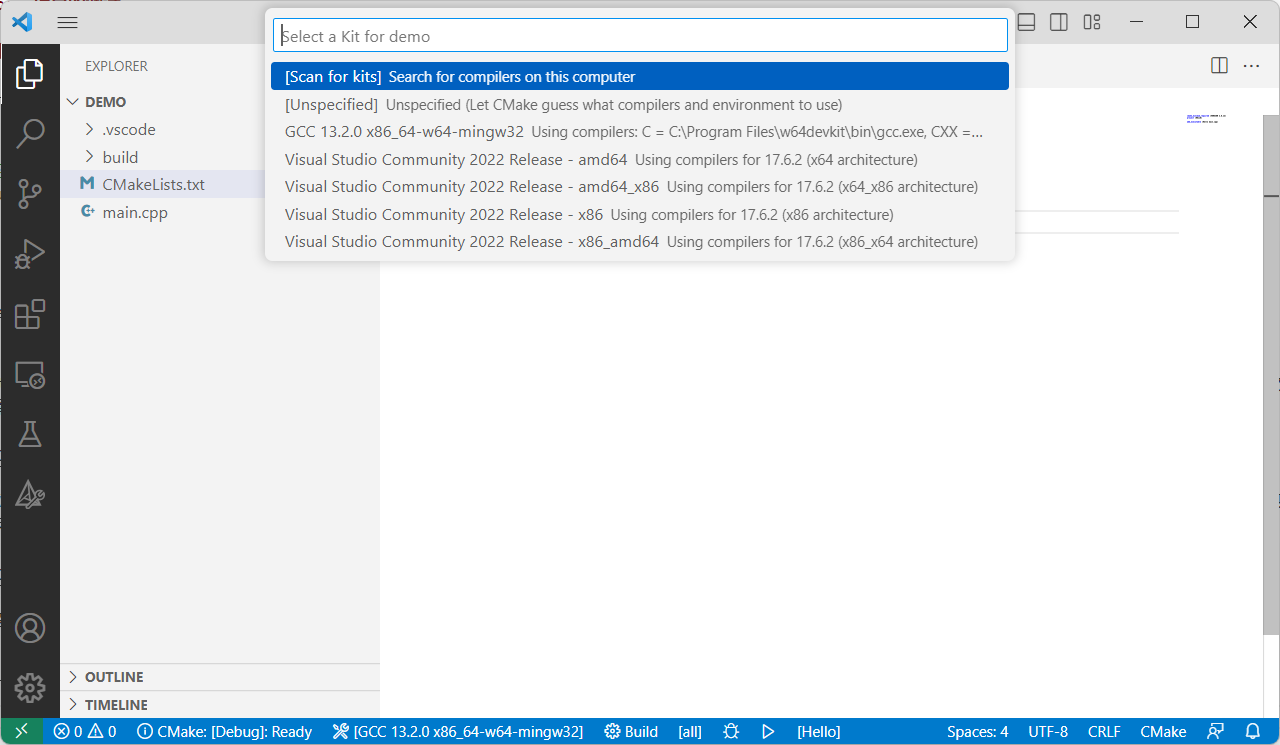 Select a Kit for demo
[Scan for kits] Search for compilers on this computer
[Unspecified] Unspecified (Let CMake guess what compilers and environment to use)
GCC 13.2.0 x86_64-w64-mingw32 Using compilers: C = C:\Program Files\w64devkit\bin\gcc.exe, CXX =...
Visual Studio Community 2022 Release - amd64 Using compilers for 17.6.2 (x64 architecture)
Visual Studio Community 2022 Release - amd64_x86 Using compilers for 17.6.2 (x64_x86 architecture)
Visual Studio Community 2022 Release - x86 Using compilers for 17.6.2 (x86 architecture)
Visual Studio Community 2022 Release - x86_amd64 Using compilers for 17.6.2 (x86_x64 architecture)
EXPLORER
DEMO
.vscode
build
CMakeLists.txt
main.cpp
OUTLINE
TIMELINE
0 0 CMake: [Debug]: Ready [GCC 13.2.0 x86_64-w64-mingw32] Build [all] [Hello] Spaces: 4 UTF-8 CRLF CMake